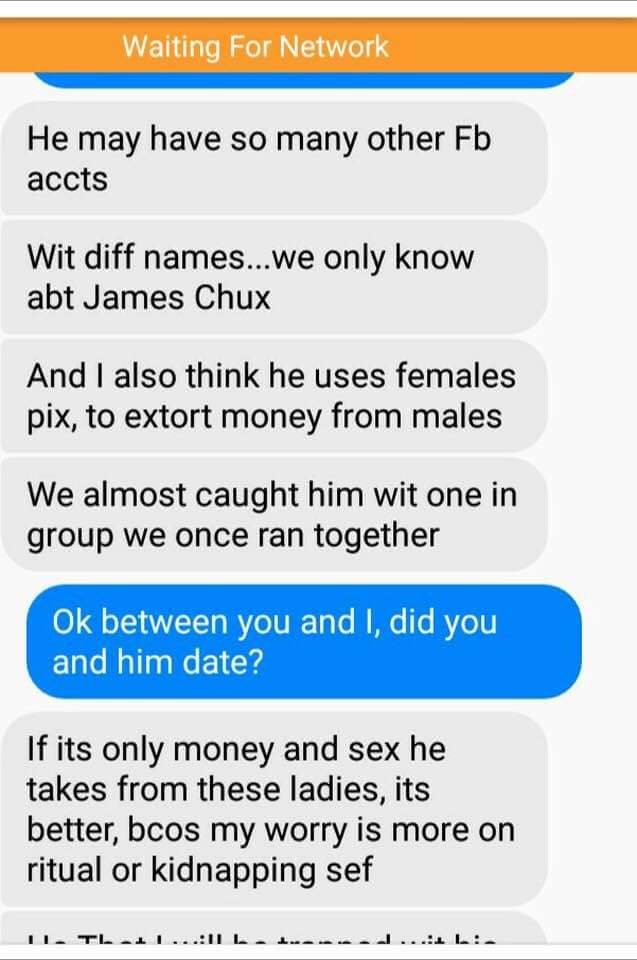 Waiting For Network
He may have so many other Fb
accts
Wit diff names...we only know
abt James Chux
And I also think he uses females
pix, to extort money from males
We almost caught him wit one in
group we once ran together
Ok between you and I, did you
and him date?
If its only money and sex he
takes from these ladies, its
better, bcos my worry is more on
ritual or kidnapping sef